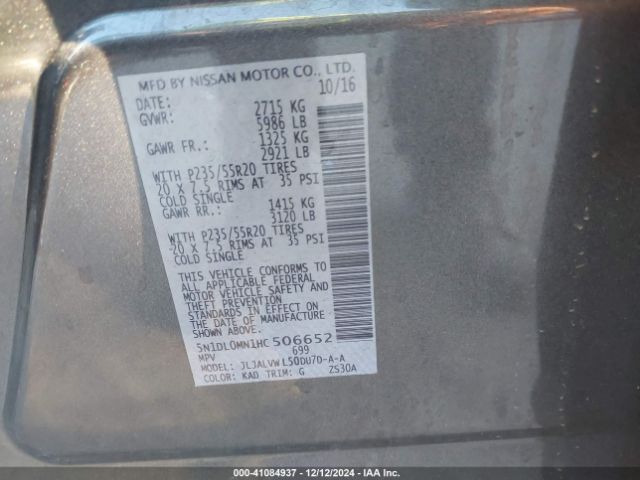 MFD BY NISSAN MOTOR CO., LTD.
DATE: 10/16
GVWR: 2715 KG
5986 LB
GAWR FR.: 1325 KG
2921 LB
WITH P235/55R20 TIRES
20 X 7.5 RIMS AT 35 PSI
COLD SINGLE
GAWR RR.: 1415 KG
3120 LB
WITH P235/55R20 TIRES
20 X 7.5 RIMS AT 35 PSI
COLD SINGLE
THIS VEHICLE CONFORMS TO
ALL APPLICABLE FEDERAL
MOTOR VEHICLE SAFETY AND
THEFT PREVENTION
STANDARDS IN EFFECT ON
THE DATE OF MANUFACTURE
SHOWN ABOVE.
5N1DL0MN1HC506652
MPV 699
MODEL: JLJALVWL50DU7D-A-A
COLOR: KAD TRIM: G ZS30A
000-41084937 - 12/12/2024 - IAA Inc.